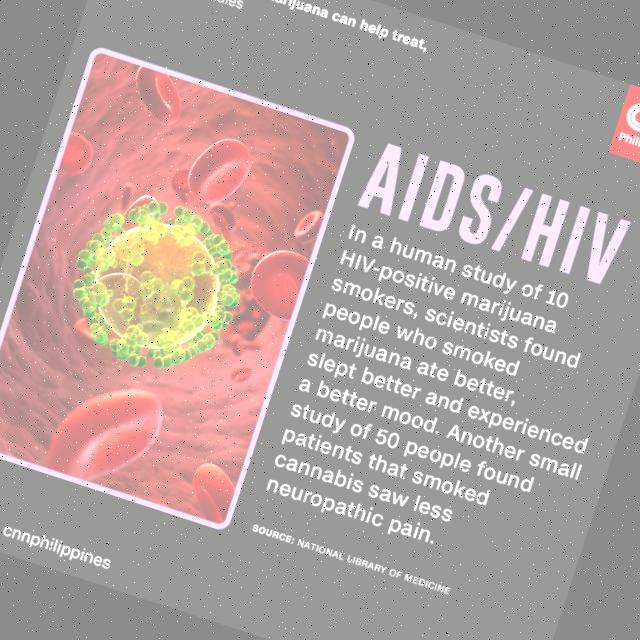 marijuana can help treat,
AIDS/HIV
In a human study of 10
HIV-positive marijuana
smokers, scientists found
people who smoked
marijuana ate better,
slept better and experienced
a better mood. Another small
study of 50 people found
patients that smoked
cannabis saw less
neuropathic pain.
SOURCE: NATIONAL LIBRARY OF MEDICINE
cnnphilippines